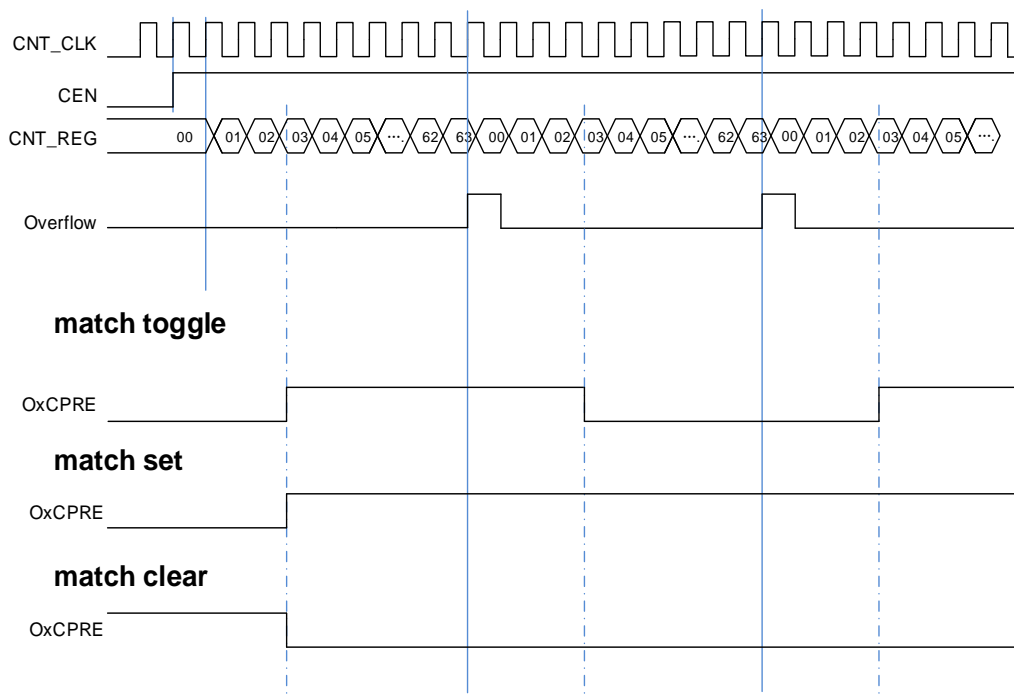 CNT_CLK
CEN
CNT_REG 00 01 02 03 04 05 .... 62 63 00 01 02 03 04 05 .... 62 63 00 01 02 03 04 05 ....
Overflow
match toggle
OxCPRE
match set
OxCPRE
match clear
OxCPRE